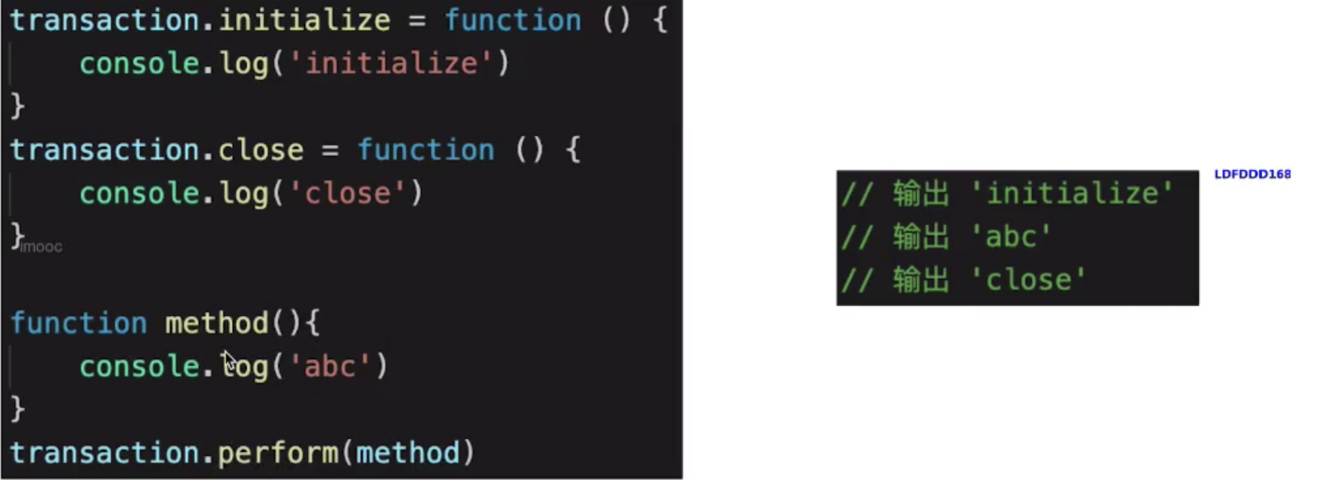 transaction.initialize = function () {
    console.log('initialize')
}
transaction.close = function () {
    console.log('close')
}
imooc
function method(){
    console.log('abc')
}
transaction.perform(method)
// 输出 'initialize'
// 输出 'abc'
// 输出 'close'
LDFDDD168